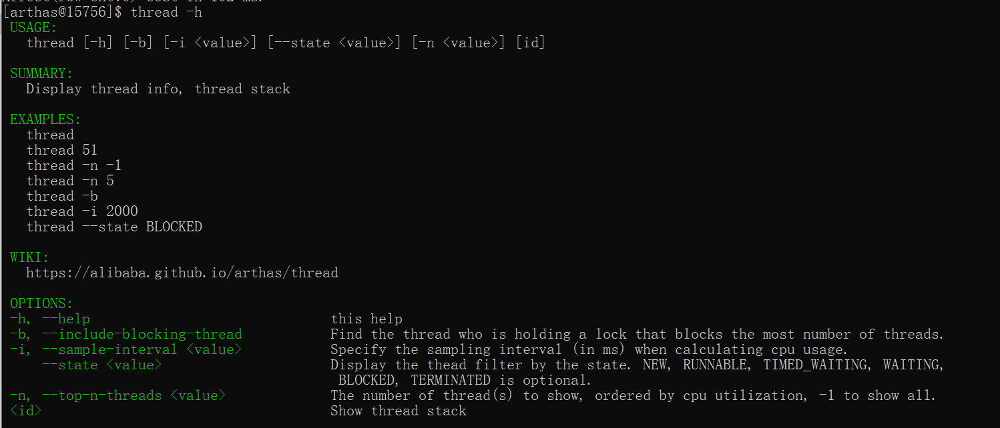 [arthas@15756]$ thread -h
USAGE:
thread [-h] [-b] [-i <value>] [--state <value>] [-n <value>] [id]
SUMMARY:
Display thread info, thread stack
EXAMPLES:
thread
thread 51
thread -n -1
thread -n 5
thread -b
thread -i 2000
thread --state BLOCKED
WIKI:
https://alibaba.github.io/arthas/thread
OPTIONS:
-h, --help this help
-b, --include-blocking-thread Find the thread who is holding a lock that blocks the most number of threads.
-i, --sample-interval <value> Specify the sampling interval (in ms) when calculating cpu usage.
--state <value> Display the thead filter by the state. NEW, RUNNABLE, TIMED_WAITING, WAITING,
BLOCKED, TERMINATED is optional.
-n, --top-n-threads <value> The number of thread(s) to show, ordered by cpu utilization, -1 to show all.
<id> Show thread stack